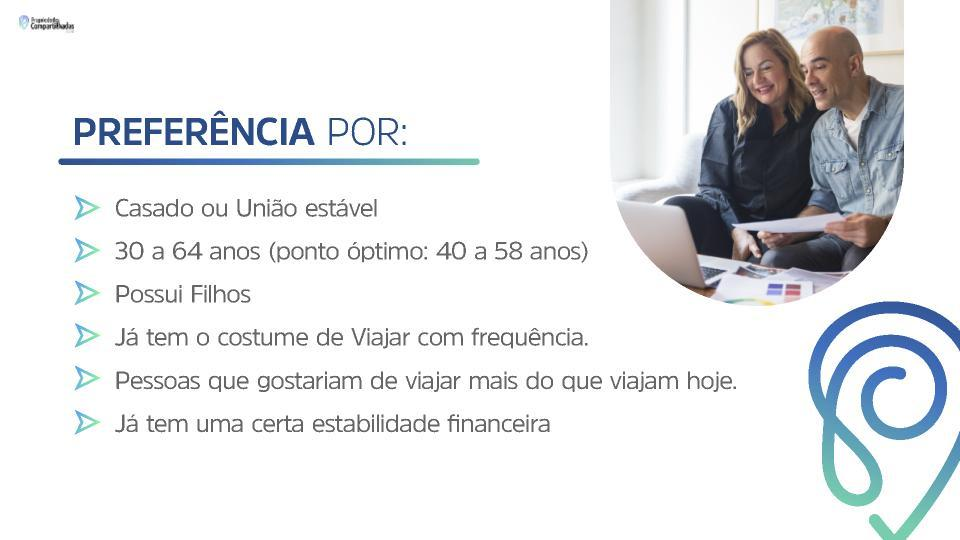 Propriedades
Compartilhadas
PREFERÊNCIA POR:
Casado ou União estável
30 a 64 anos (ponto óptimo: 40 a 58 anos)
Possui Filhos
Já tem o costume de Viajar com frequência.
Pessoas que gostariam de viajar mais do que viajam hoje.
Já tem uma certa estabilidade financeira